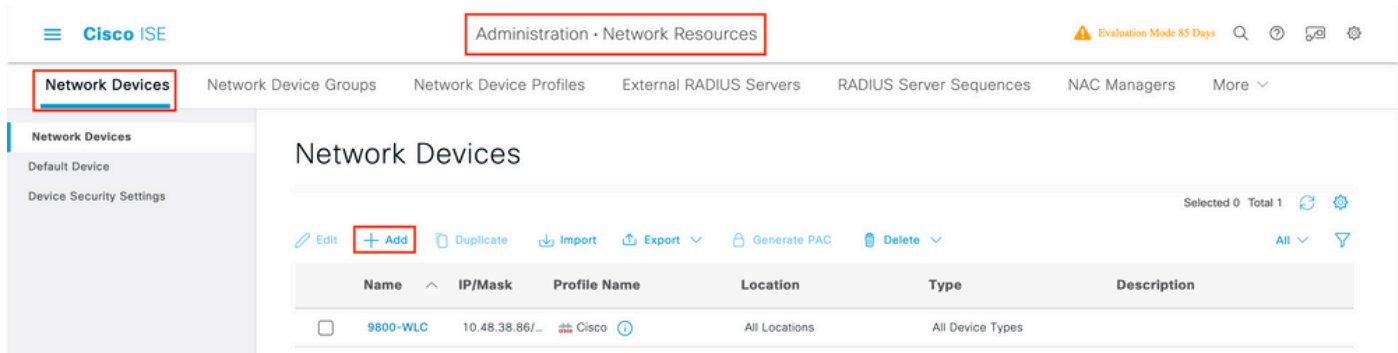 Cisco ISE
Administration · Network Resources
Evaluation Mode 85 Days
Network Devices Network Device Groups Network Device Profiles External RADIUS Servers RADIUS Server Sequences NAC Managers More
Network Devices
Default Device
Device Security Settings
Network Devices
Selected 0 Total 1
Edit Add Duplicate Import Export Generate PAC Delete All
Name IP/Mask Profile Name Location Type Description
9800-WLC 10.48.38.86/... Cisco All Locations All Device Types